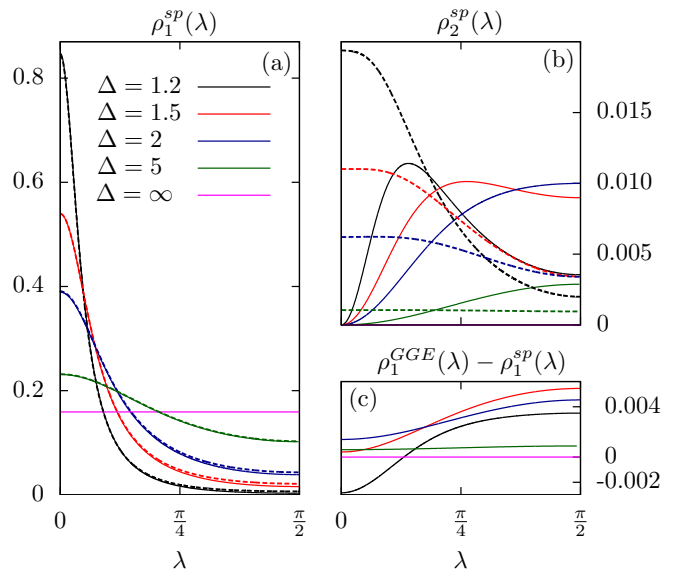 ρ₁ˢᵖ(λ)
ρ₂ˢᵖ(λ)
(a)
(b)
Δ = 1.2
Δ = 1.5
Δ = 2
Δ = 5
Δ = ∞
0.8
0.6
0.4
0.2
0
0.015
0.010
0.005
0
ρ₁ᴳᴳᴱ(λ) − ρ₁ˢᵖ(λ)
(c)
0.004
0
-0.002
0 π/4 π/2
0 π/4 π/2
λ
λ